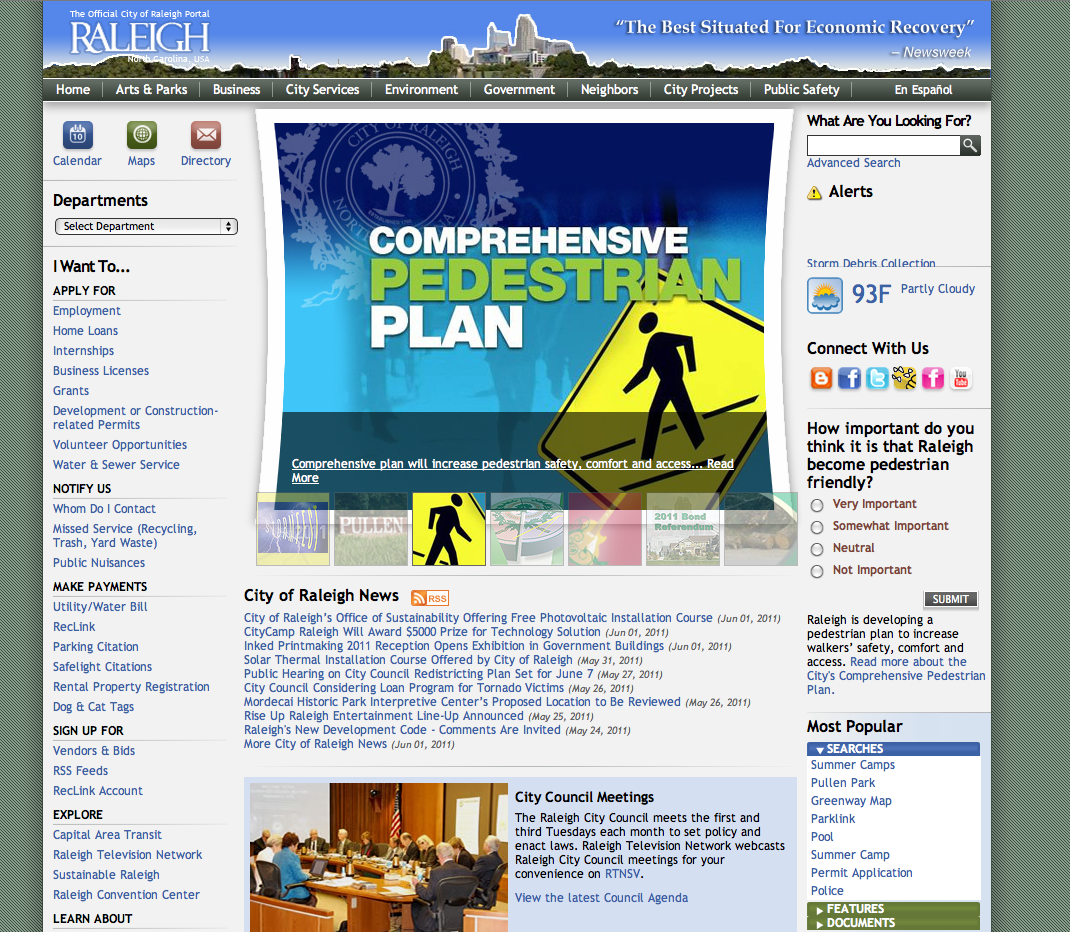 The Official City of Raleigh Portal
RALEIGH
North Carolina, USA
“The Best Situated For Economic Recovery”
– Newsweek
Home
Arts & Parks
Business
City Services
Environment
Government
Neighbors
City Projects
Public Safety
En Español
10
Calendar
Maps
Directory
Departments
Select Department
I Want To...
APPLY FOR
Employment
Home Loans
Internships
Business Licenses
Grants
Development or Construction-
related Permits
Volunteer Opportunities
Water & Sewer Service
NOTIFY US
Whom Do I Contact
Missed Service (Recycling,
Trash, Yard Waste)
Public Nuisances
MAKE PAYMENTS
Utility/Water Bill
RecLink
Parking Citation
Safelight Citations
Rental Property Registration
Dog & Cat Tags
SIGN UP FOR
Vendors & Bids
RSS Feeds
RecLink Account
EXPLORE
Capital Area Transit
Raleigh Television Network
Sustainable Raleigh
Raleigh Convention Center
LEARN ABOUT
CITY OF RALEIGH
COMPREHENSIVE
PEDESTRIAN
PLAN
Comprehensive plan will increase pedestrian safety, comfort and access... Read
More
PULLEN
2011 Bond
Referendum
City of Raleigh News
RSS
City of Raleigh’s Office of Sustainability Offering Free Photovoltaic Installation Course (Jun 01, 2011)
CityCamp Raleigh Will Award $5000 Prize for Technology Solution (Jun 01, 2011)
Inked Printmaking 2011 Reception Opens Exhibition in Government Buildings (Jun 01, 2011)
Solar Thermal Installation Course Offered by City of Raleigh (May 31, 2011)
Public Hearing on City Council Redistricting Plan Set for June 7 (May 27, 2011)
City Council Considering Loan Program for Tornado Victims (May 26, 2011)
Mordecai Historic Park Interpretive Center’s Proposed Location to Be Reviewed (May 26, 2011)
Rise Up Raleigh Entertainment Line-Up Announced (May 25, 2011)
Raleigh's New Development Code - Comments Are Invited (May 24, 2011)
More City of Raleigh News (Jun 01, 2011)
City Council Meetings
The Raleigh City Council meets the first and
third Tuesdays each month to set policy and
enact laws. Raleigh Television Network webcasts
Raleigh City Council meetings for your
convenience on RTNSV.
View the latest Council Agenda
What Are You Looking For?
Advanced Search
Alerts
Storm Debris Collection
93F
Partly Cloudy
Connect With Us
You
Tube
How important do you
think it is that Raleigh
become pedestrian
friendly?
Very Important
Somewhat Important
Neutral
Not Important
SUBMIT
Raleigh is developing a
pedestrian plan to increase
walkers’ safety, comfort and
access. Read more about the
City's Comprehensive Pedestrian
Plan.
Most Popular
SEARCHES
Summer Camps
Pullen Park
Greenway Map
Parklink
Pool
Summer Camp
Permit Application
Police
FEATURES
DOCUMENTS